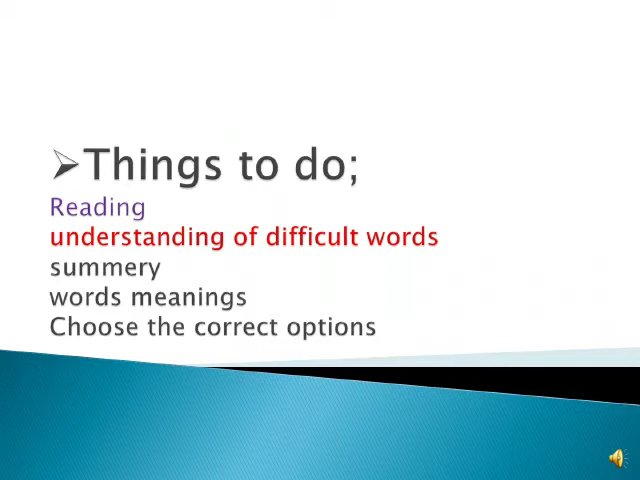 ➢Things to do;
Reading
understanding of difficult words
summery
words meanings
Choose the correct options